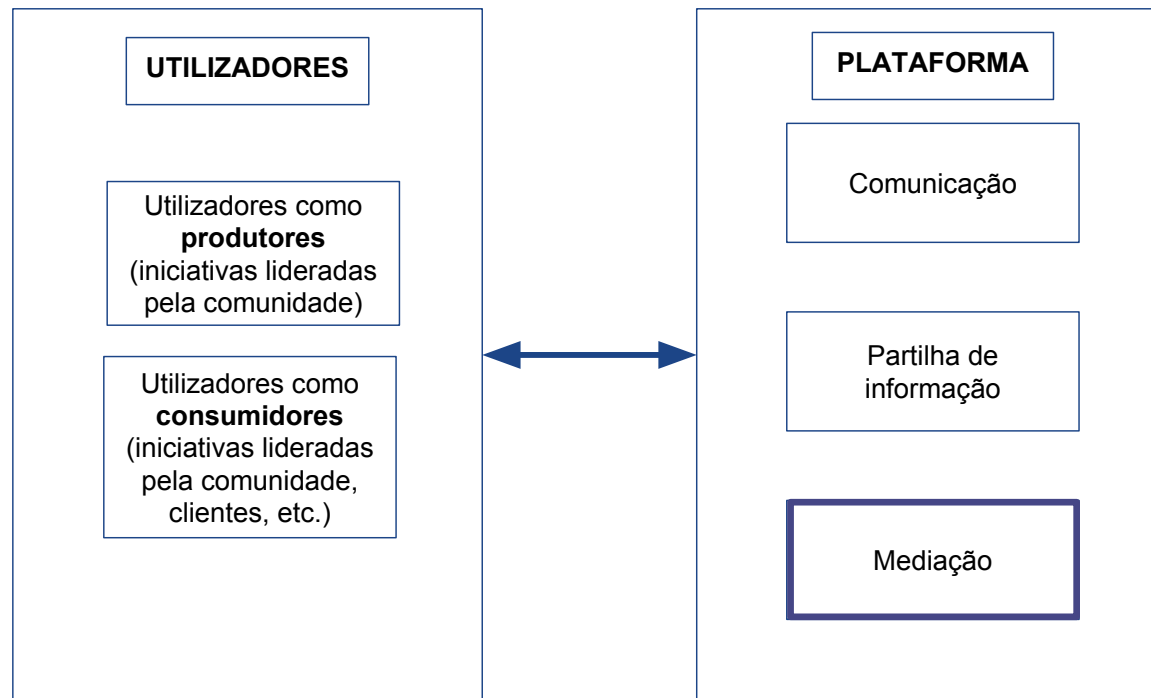 UTILIZADORES
Utilizadores como
produtores
(iniciativas lideradas
pela comunidade)
Utilizadores como
consumidores
(iniciativas lideradas
pela comunidade,
clientes, etc.)
PLATAFORMA
Comunicação
Partilha de
informação
Mediação